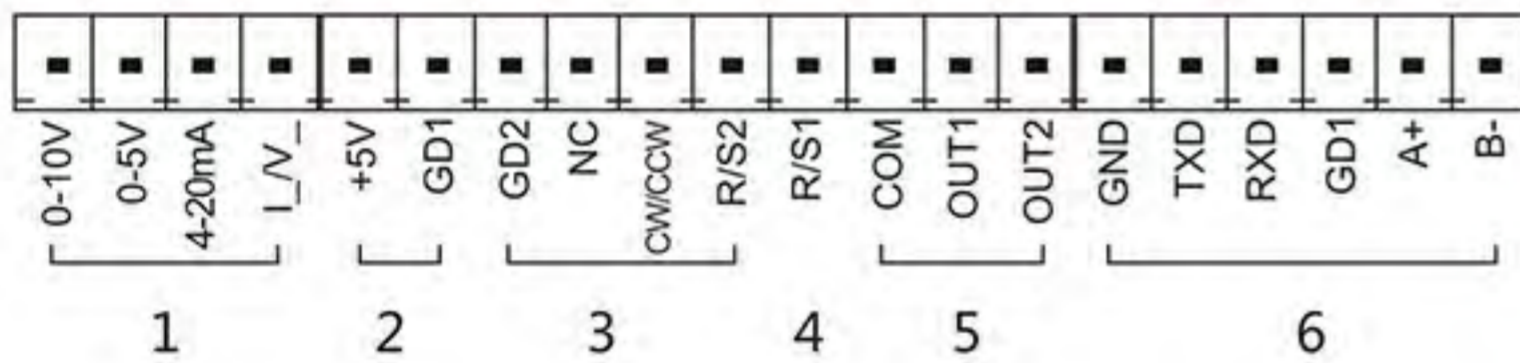 0-10V
0-5V
4-20mA
I_/V_
+5V
GD1
GD2
NC
CW/CCW
R/S2
R/S1
COM
OUT1
OUT2
GND
TXD
RXD
GD1
A+
B-
1 2 3 4 5 6